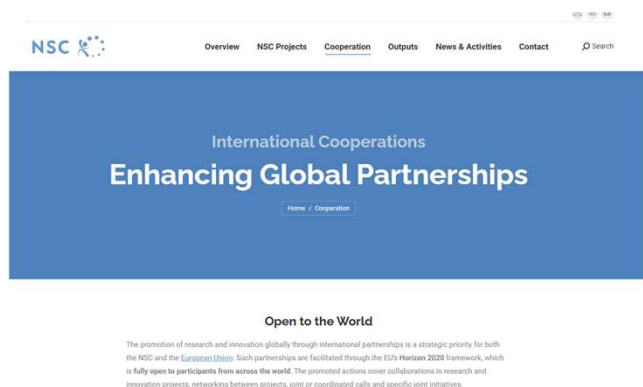 NSC
Overview NSC Projects Cooperation Outputs News & Activities Contact Search
International Cooperations
Enhancing Global Partnerships
Home / Cooperation
Open to the World
The promotion of research and innovation globally through international partnerships is a strategic priority for both
the NSC and the European Union. Such partnerships are facilitated through the EU's Horizon 2020 framework, which
is fully open to participants from across the world. The promoted actions cover collaborations in research and
innovation projects, networking between projects, joint or coordinated calls and specific joint initiatives.